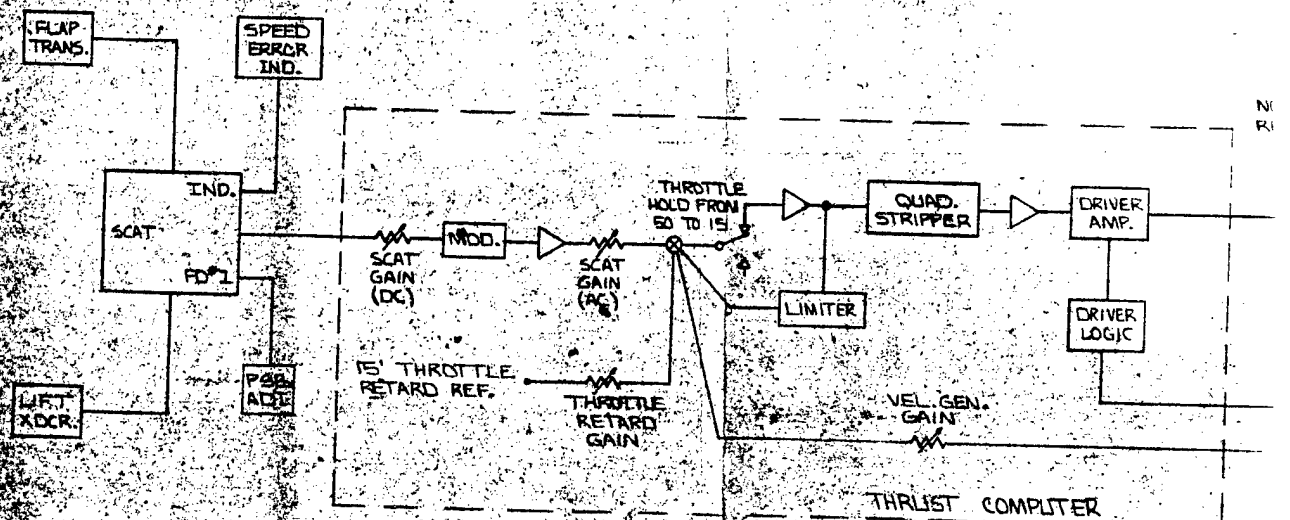 FLAP
TRANS.
SPEED
ERROR
IND.
IND.
SCAT
FD#1
LIFT
XDCR.
SCAT
GAIN
(DC)
MOD.
SCAT
GAIN
(AC)
THROTTLE
HOLD FROM
50 TO 15
QUAD.
STRIPPER
DRIVER
AMP.
DRIVER
LOGIC
LIMITER
15' THROTTLE
RETARD REF.
THROTTLE
RETARD
GAIN
VEL. GEN.
GAIN
THRUST COMPUTER